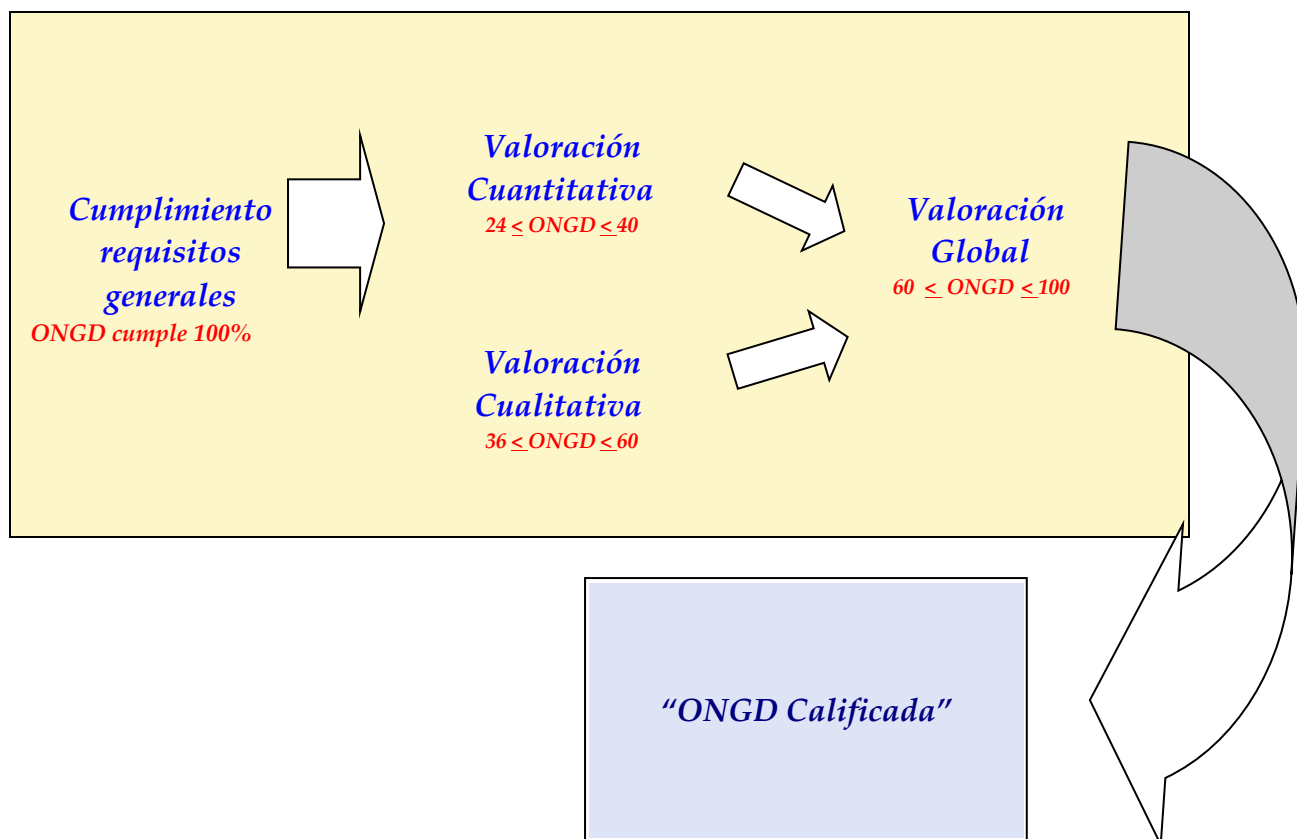 Cumplimiento
requisitos
generales
ONGD cumple 100%
Valoración
Cuantitativa
24 < ONGD < 40
Valoración
Cualitativa
36 < ONGD < 60
Valoración
Global
60 < ONGD < 100
“ONGD Calificada”